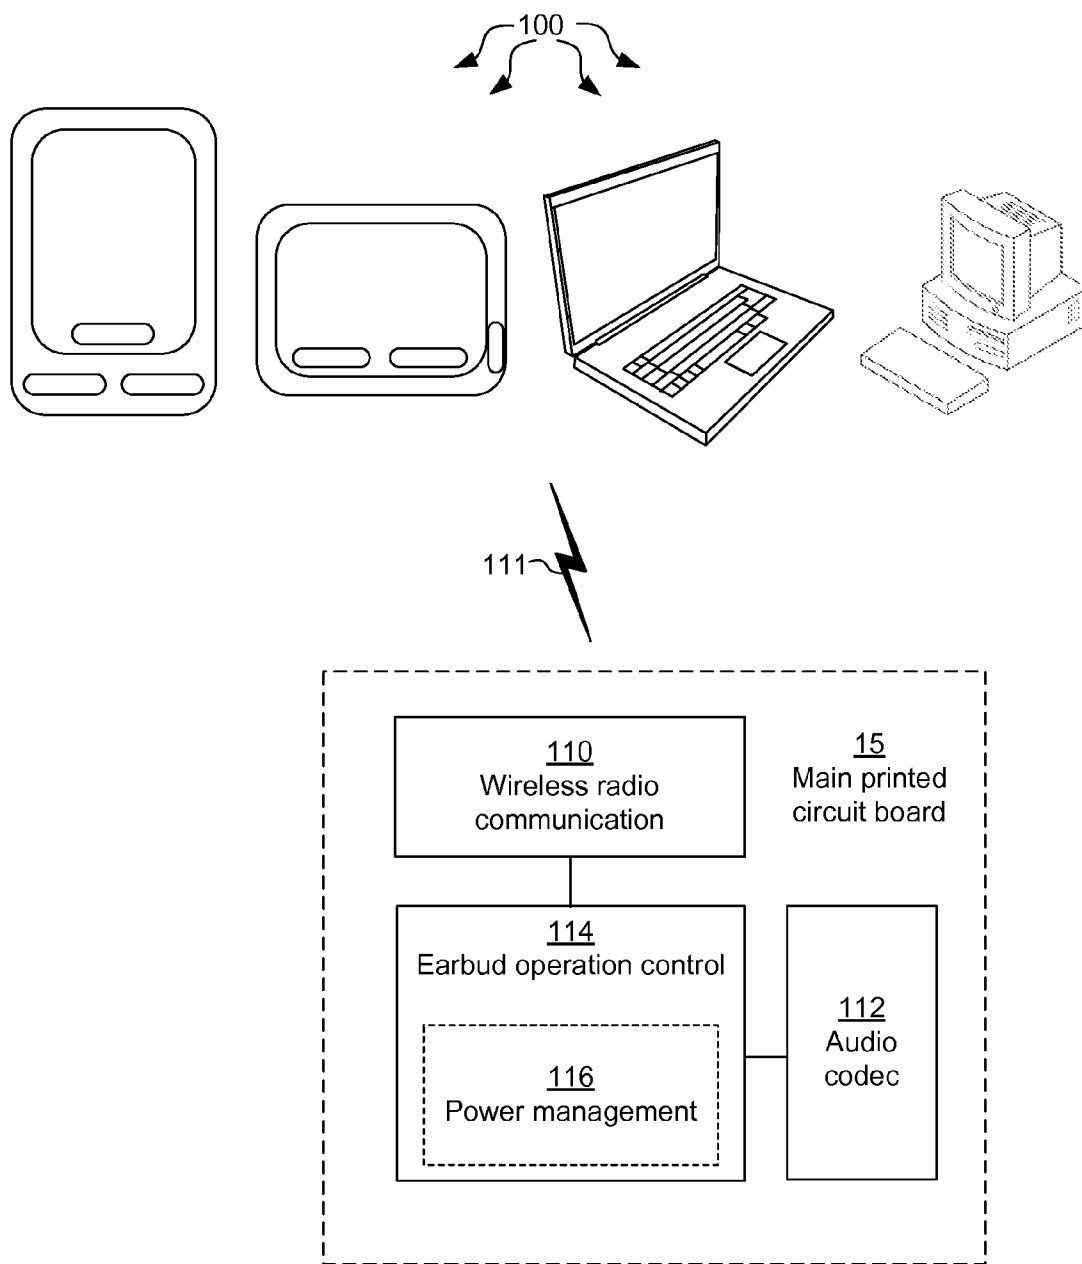 100
111
110
Wireless radio
communication
15
Main printed
circuit board
114
Earbud operation control
112
Audio
codec
116
Power management